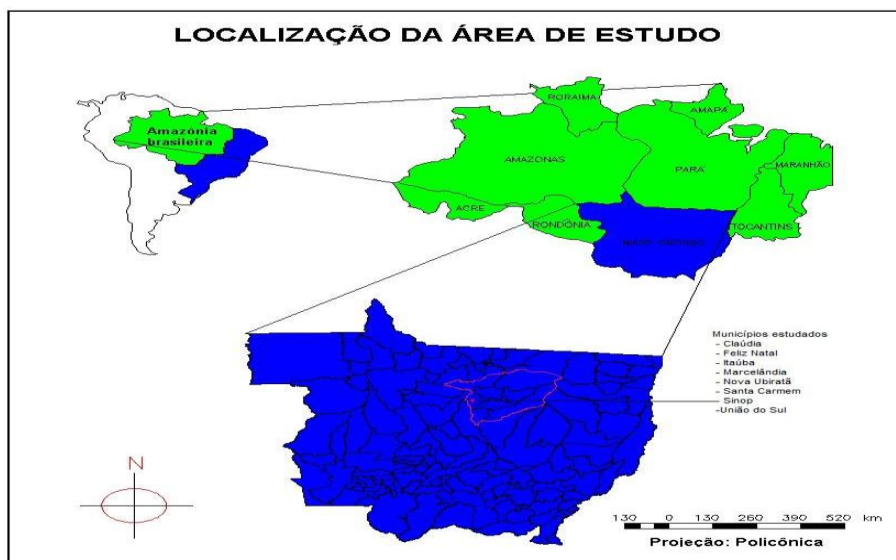 LOCALIZAÇÃO DA ÁREA DE ESTUDO
Amazônia
brasileira
RORAIMA
AMAPÁ
AMAZONAS
PARÁ
MARANHÃO
ACRE
RONDÔNIA
TOCANTINS
MATO GROSSO
Municípios estudados
- Claúdia
- Feliz Natal
- Itaúba
- Marcelândia
- Nova Ubiratã
- Santa Carmem
- Sinop
-União do Sul
N
130 0 130 260 390 520 km
Projeção: Policônica